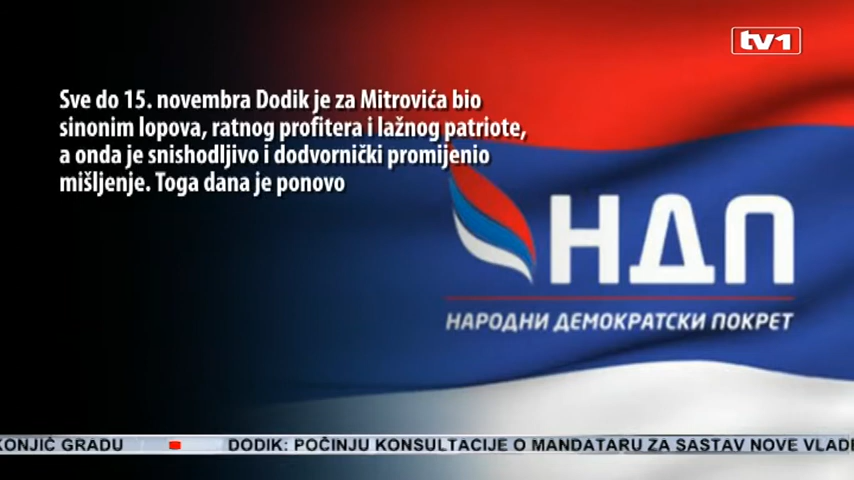 tv1
Sve do 15. novembra Dodik je za Mitrovića bio
sinonim lopova, ratnog profitera i lažnog patriote,
a onda je snishodljivo i dodvornički promijenio
mišljenje. Toga dana je ponovo
НДП
НАРОДНИ ДЕМОКРАТСКИ ПОКРЕТ
KONJIĆ GRADU
DODIK: POČINJU KONSULTACIJE O MANDATARU ZA SASTAV NOVE VLADE